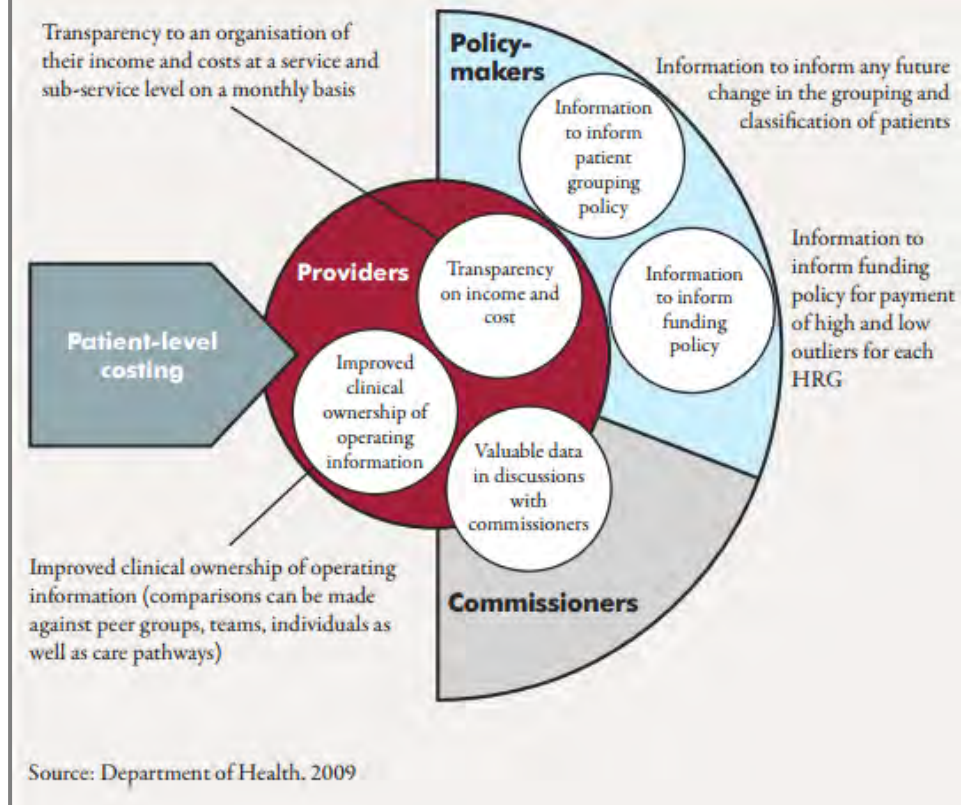 Transparency to an organisation of
their income and costs at a service and
sub-service level on a monthly basis
Policy-
makers
Information to inform any future
change in the grouping and
classification of patients
Information
to inform
patient
grouping
policy
Providers
Transparency
on income and
cost
Information
to inform
funding
policy
Information to
inform funding
policy for payment
of high and low
outliers for each
HRG
Patient-level
costing
Improved
clinical
ownership of
operating
information
Valuable data
in discussions
with
commissioners
Improved clinical ownership of operating
information (comparisons can be made
against peer groups, teams, individuals as
well as care pathways)
Commissioners
Source: Department of Health. 2009